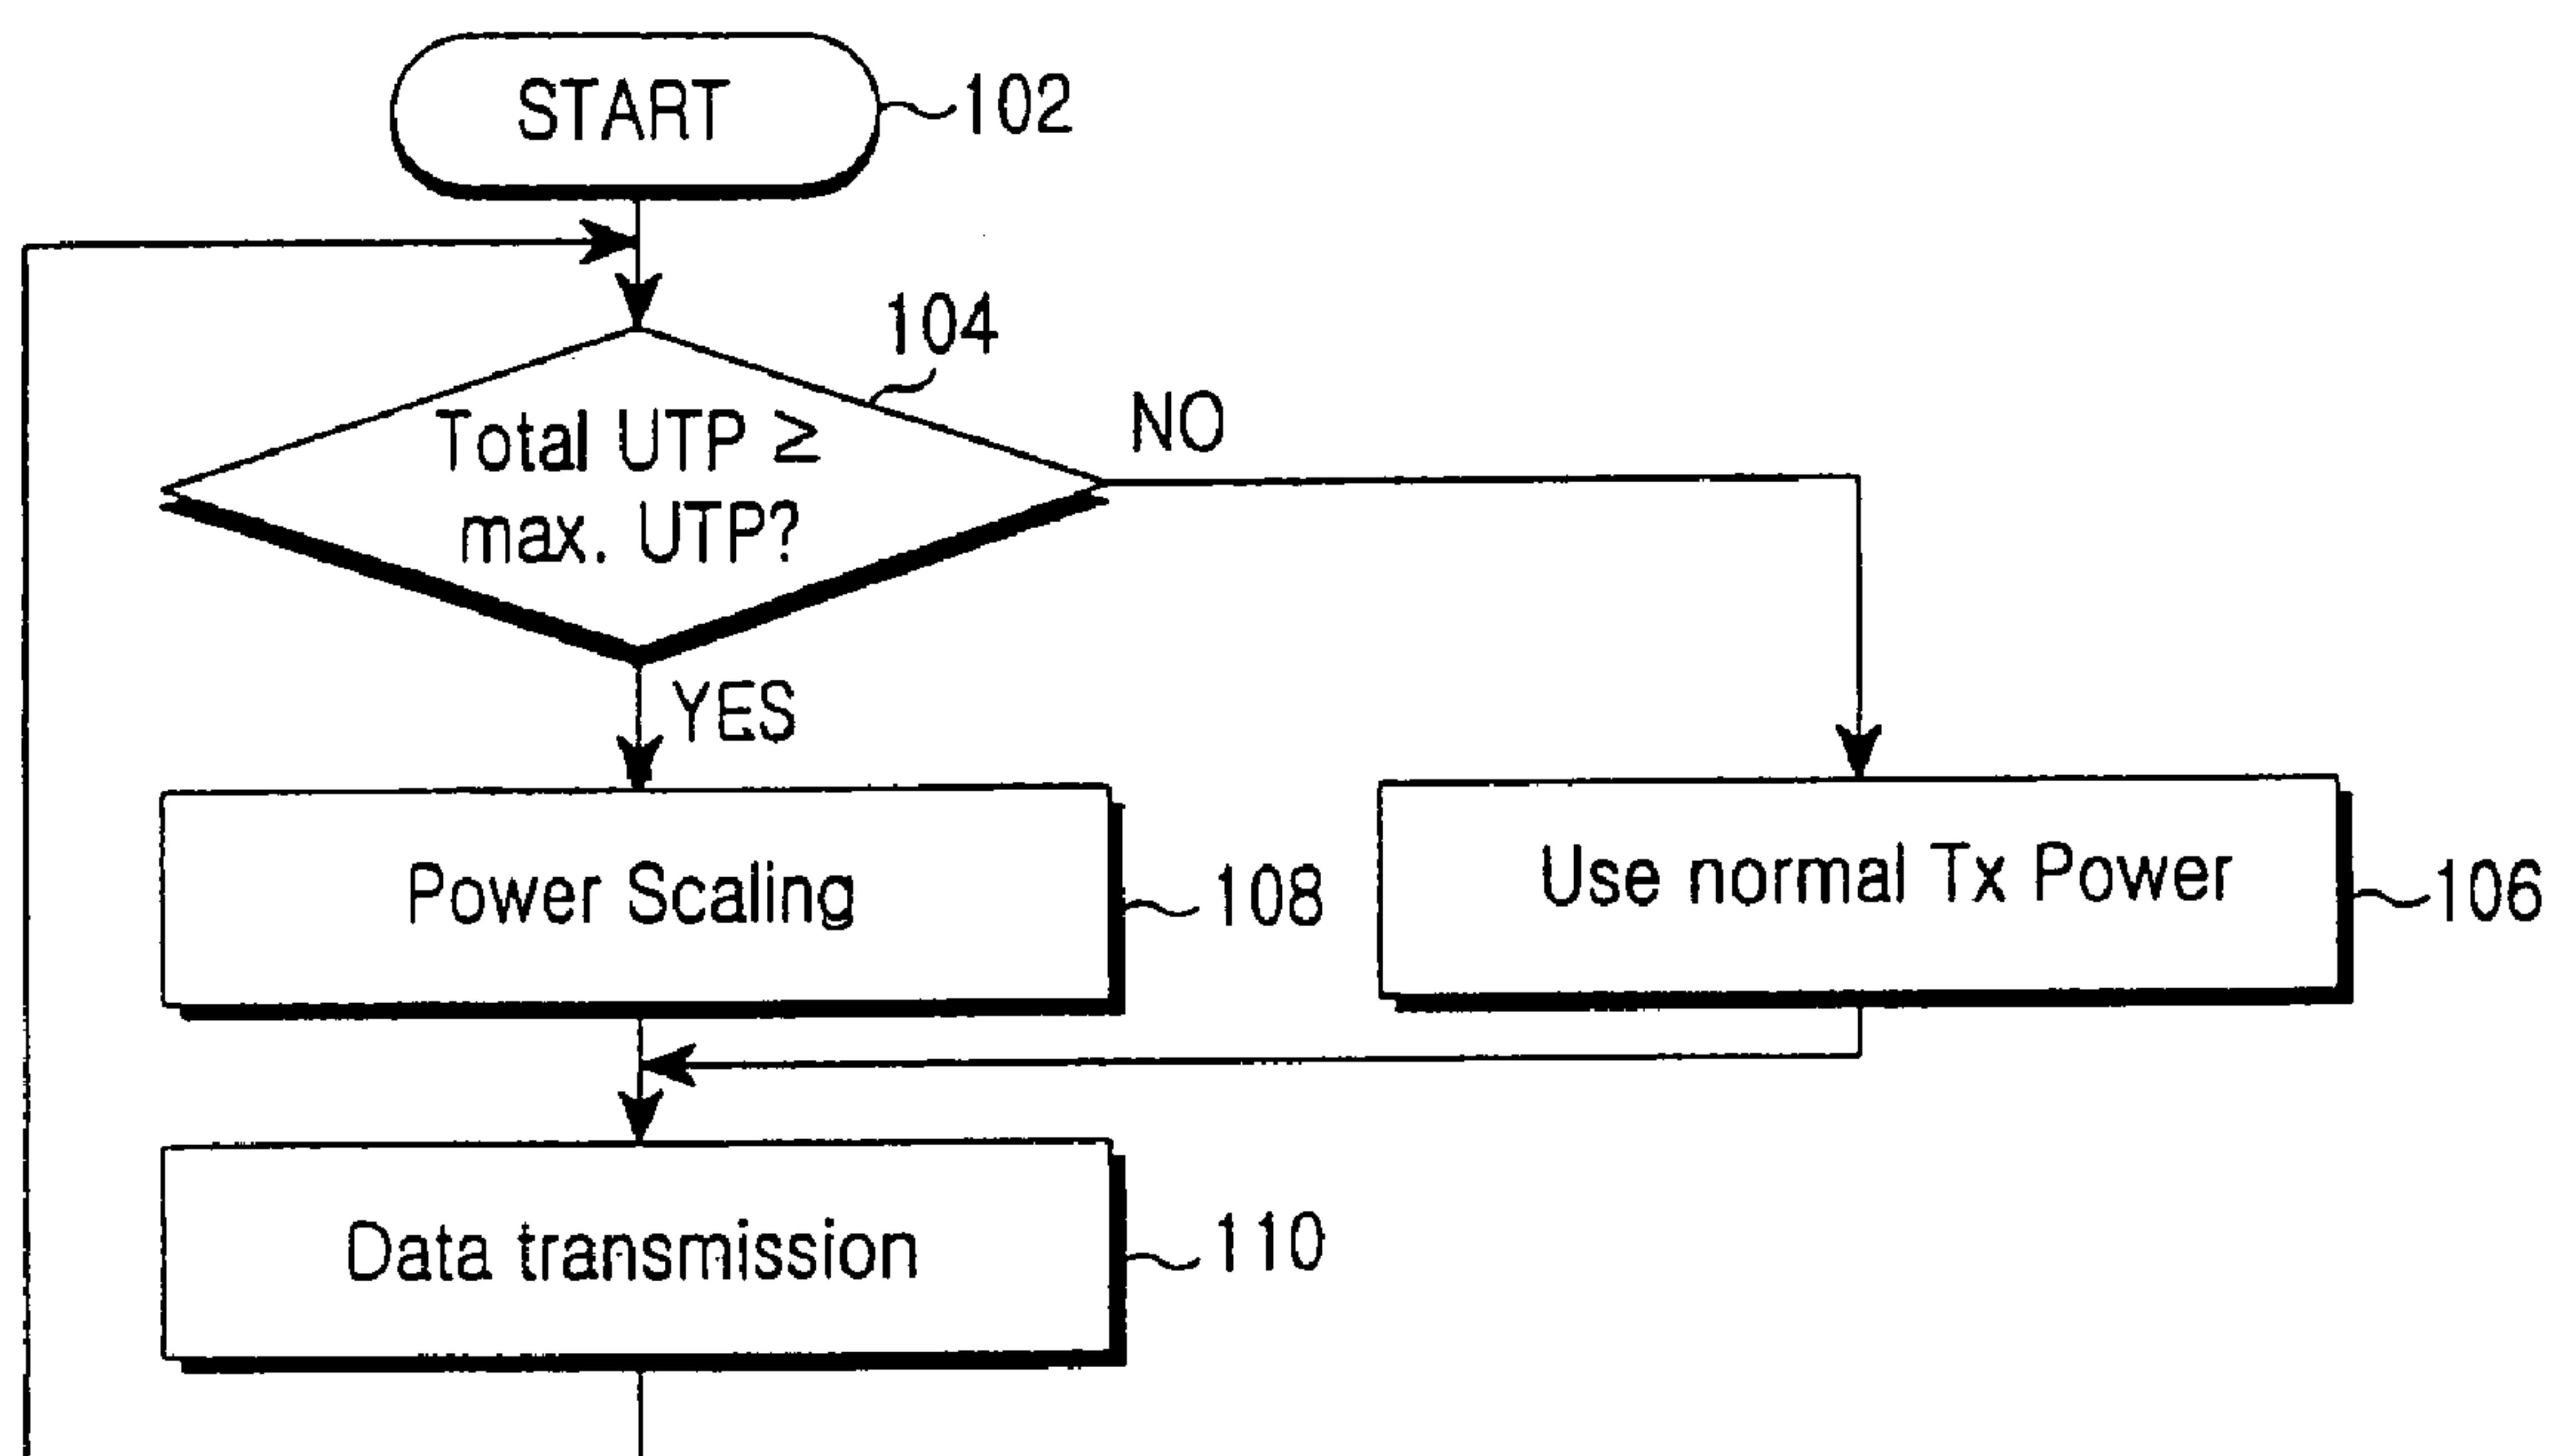 START
102
104
Total UTP ≥
max. UTP?
NO
YES
Power Scaling
108
Use normal Tx Power
106
Data transmission
110